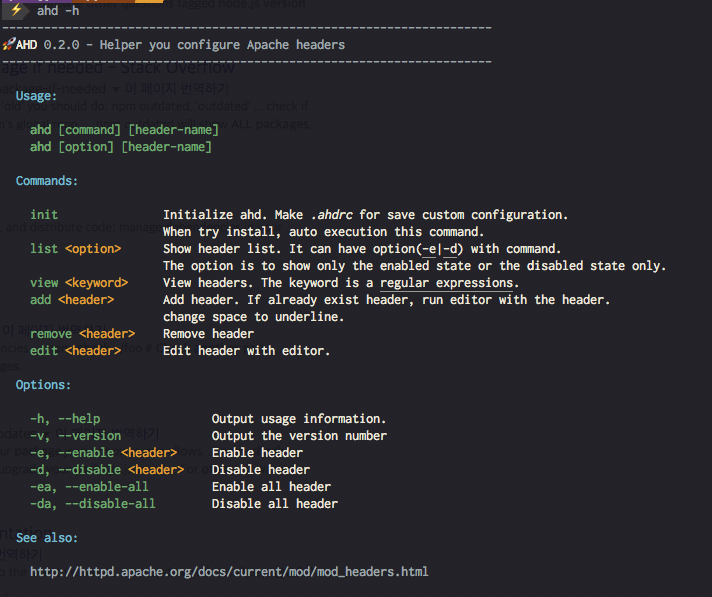 ahd -h
AHD 0.2.0 - Helper you configure Apache headers
Usage:
ahd [command] [header-name]
ahd [option] [header-name]
Commands:
init Initialize ahd. Make .ahdrc for save custom configuration.
When try install, auto execution this command.
list <option> Show header list. It can have option(-e|-d) with command.
The option is to show only the enabled state or the disabled state only.
view <keyword> View headers. The keyword is a regular expressions.
add <header> Add header. If already exist header, run editor with the header.
change space to underline.
remove <header> Remove header
edit <header> Edit header with editor.
Options:
-h, --help Output usage information.
-v, --version Output the version number
-e, --enable <header> Enable header
-d, --disable <header> Disable header
-ea, --enable-all Enable all header
-da, --disable-all Disable all header
See also:
http://httpd.apache.org/docs/current/mod/mod_headers.html